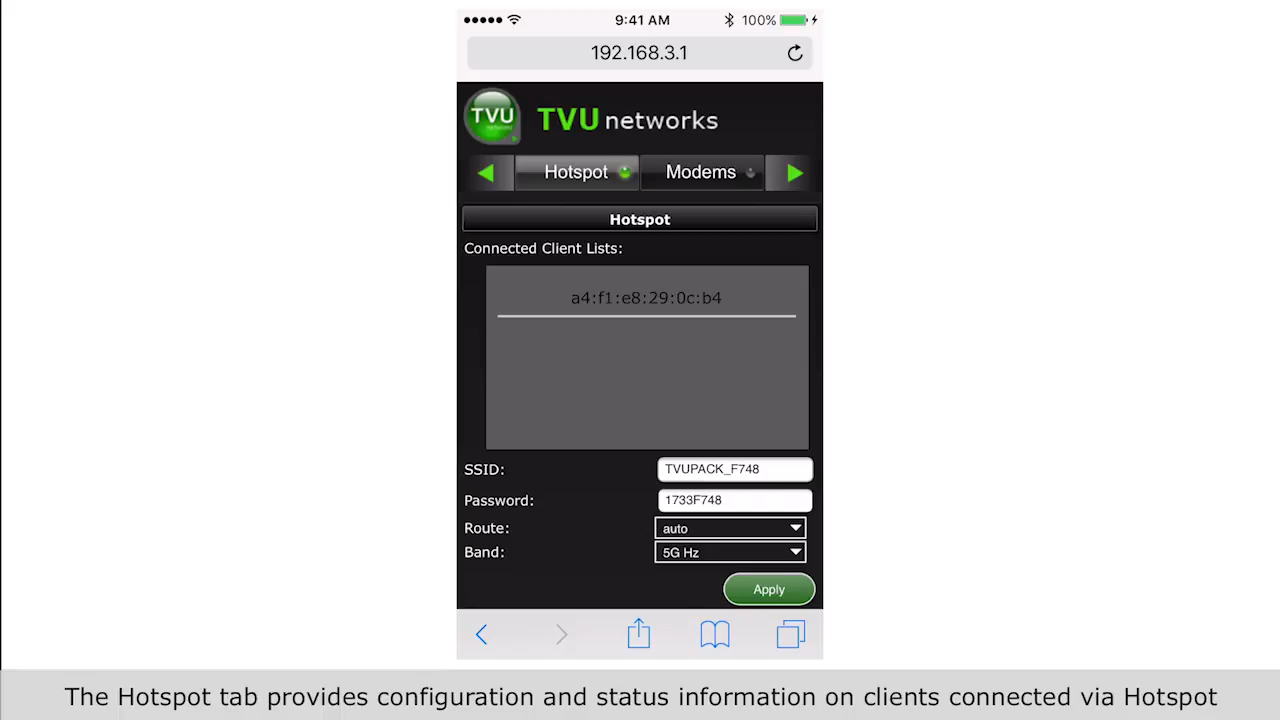 9:41 AM
100%
192.168.3.1
TVU
TVU networks
Hotspot
Modems
Hotspot
Connected Client Lists:
a4:f1:e8:29:0c:b4
SSID: TVUPACK_F748
Password: 1733F748
Route: auto
Band: 5G Hz
Apply
The Hotspot tab provides configuration and status information on clients connected via Hotspot